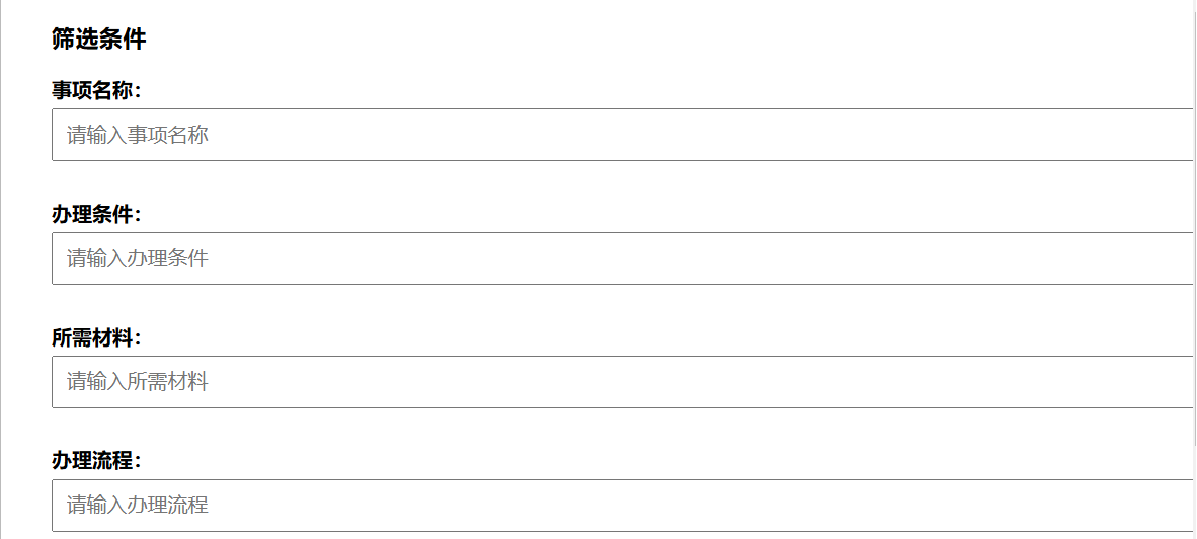 筛选条件
事项名称：
请输入事项名称
办理条件：
请输入办理条件
所需材料：
请输入所需材料
办理流程：
请输入办理流程